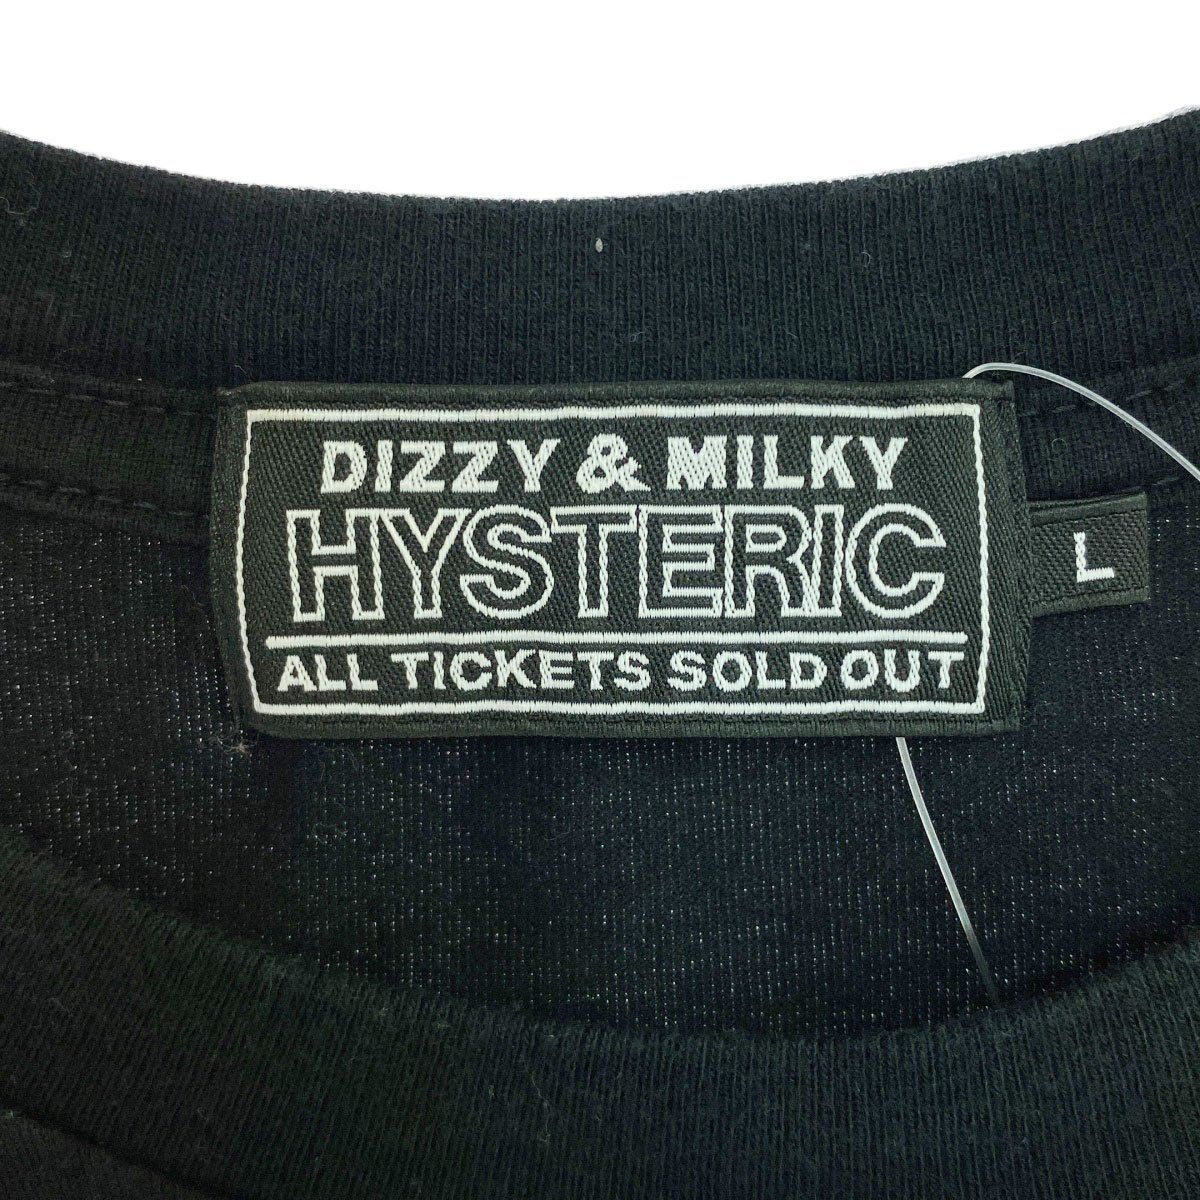 DIZZY & MILKY
HYSTERIC
ALL TICKETS SOLD OUT
L